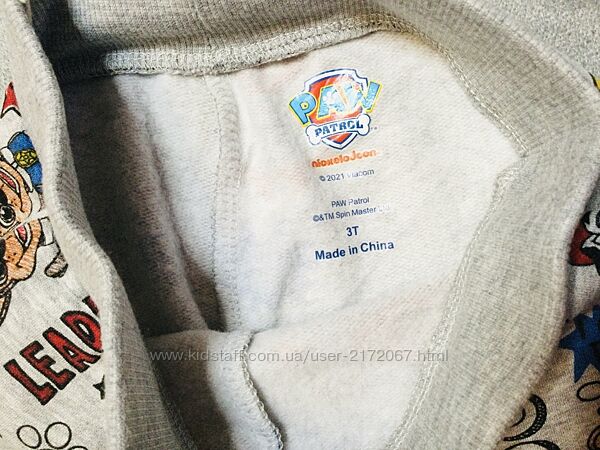 PAW
PATROL
nickelodeon
© 2021 Viacom
PAW Patrol
©&TM Spin Master Ltd.
3T
Made in China
LEAD
www.kidstaff.com.ua/user-2172067.html